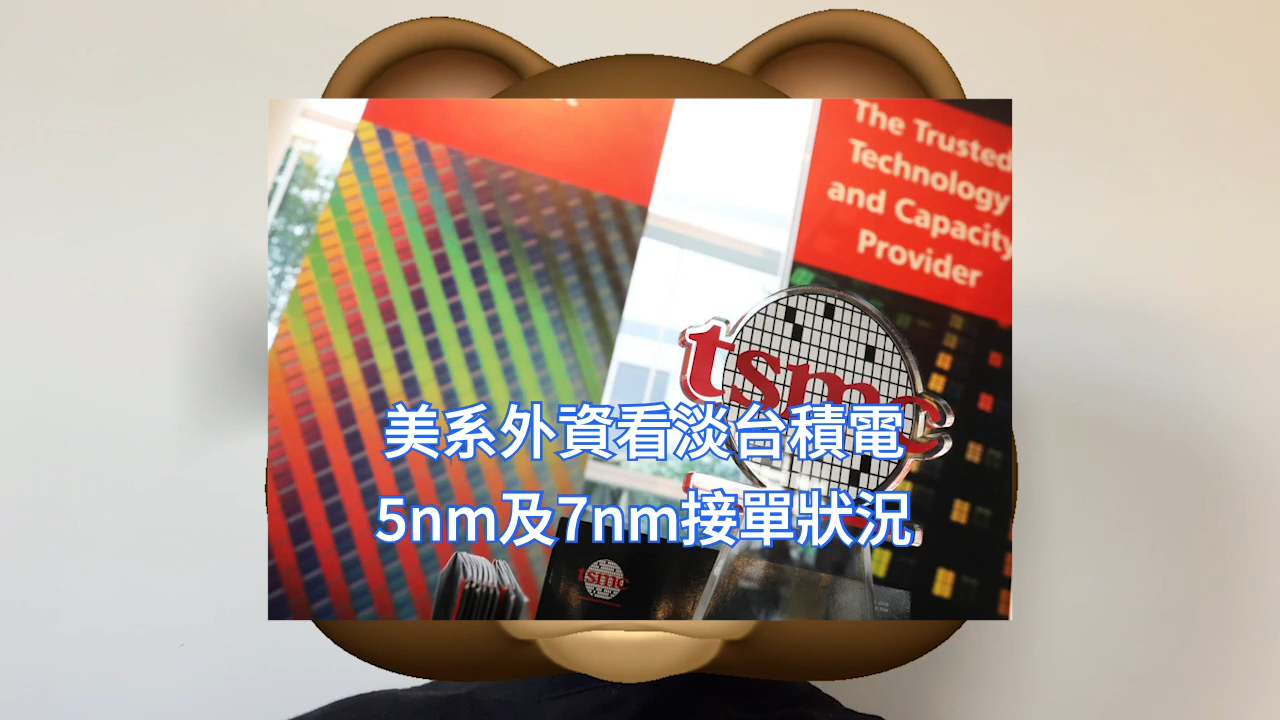 The Trusted
Technology
and Capacity
Provider
tsmc
美系外資看淡台積電
5nm及7nm接單狀況
tsmc